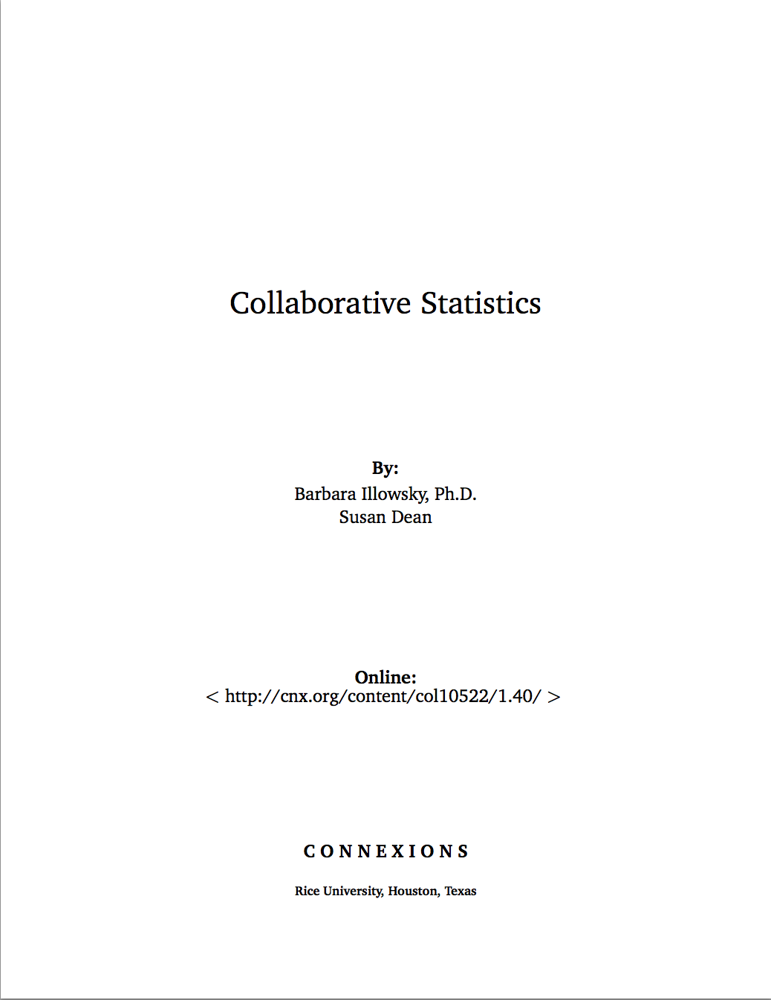 Collaborative Statistics
By:
Barbara Illowsky, Ph.D.
Susan Dean
Online:
< http://cnx.org/content/col10522/1.40/ >
CONNEXIONS
Rice University, Houston, Texas